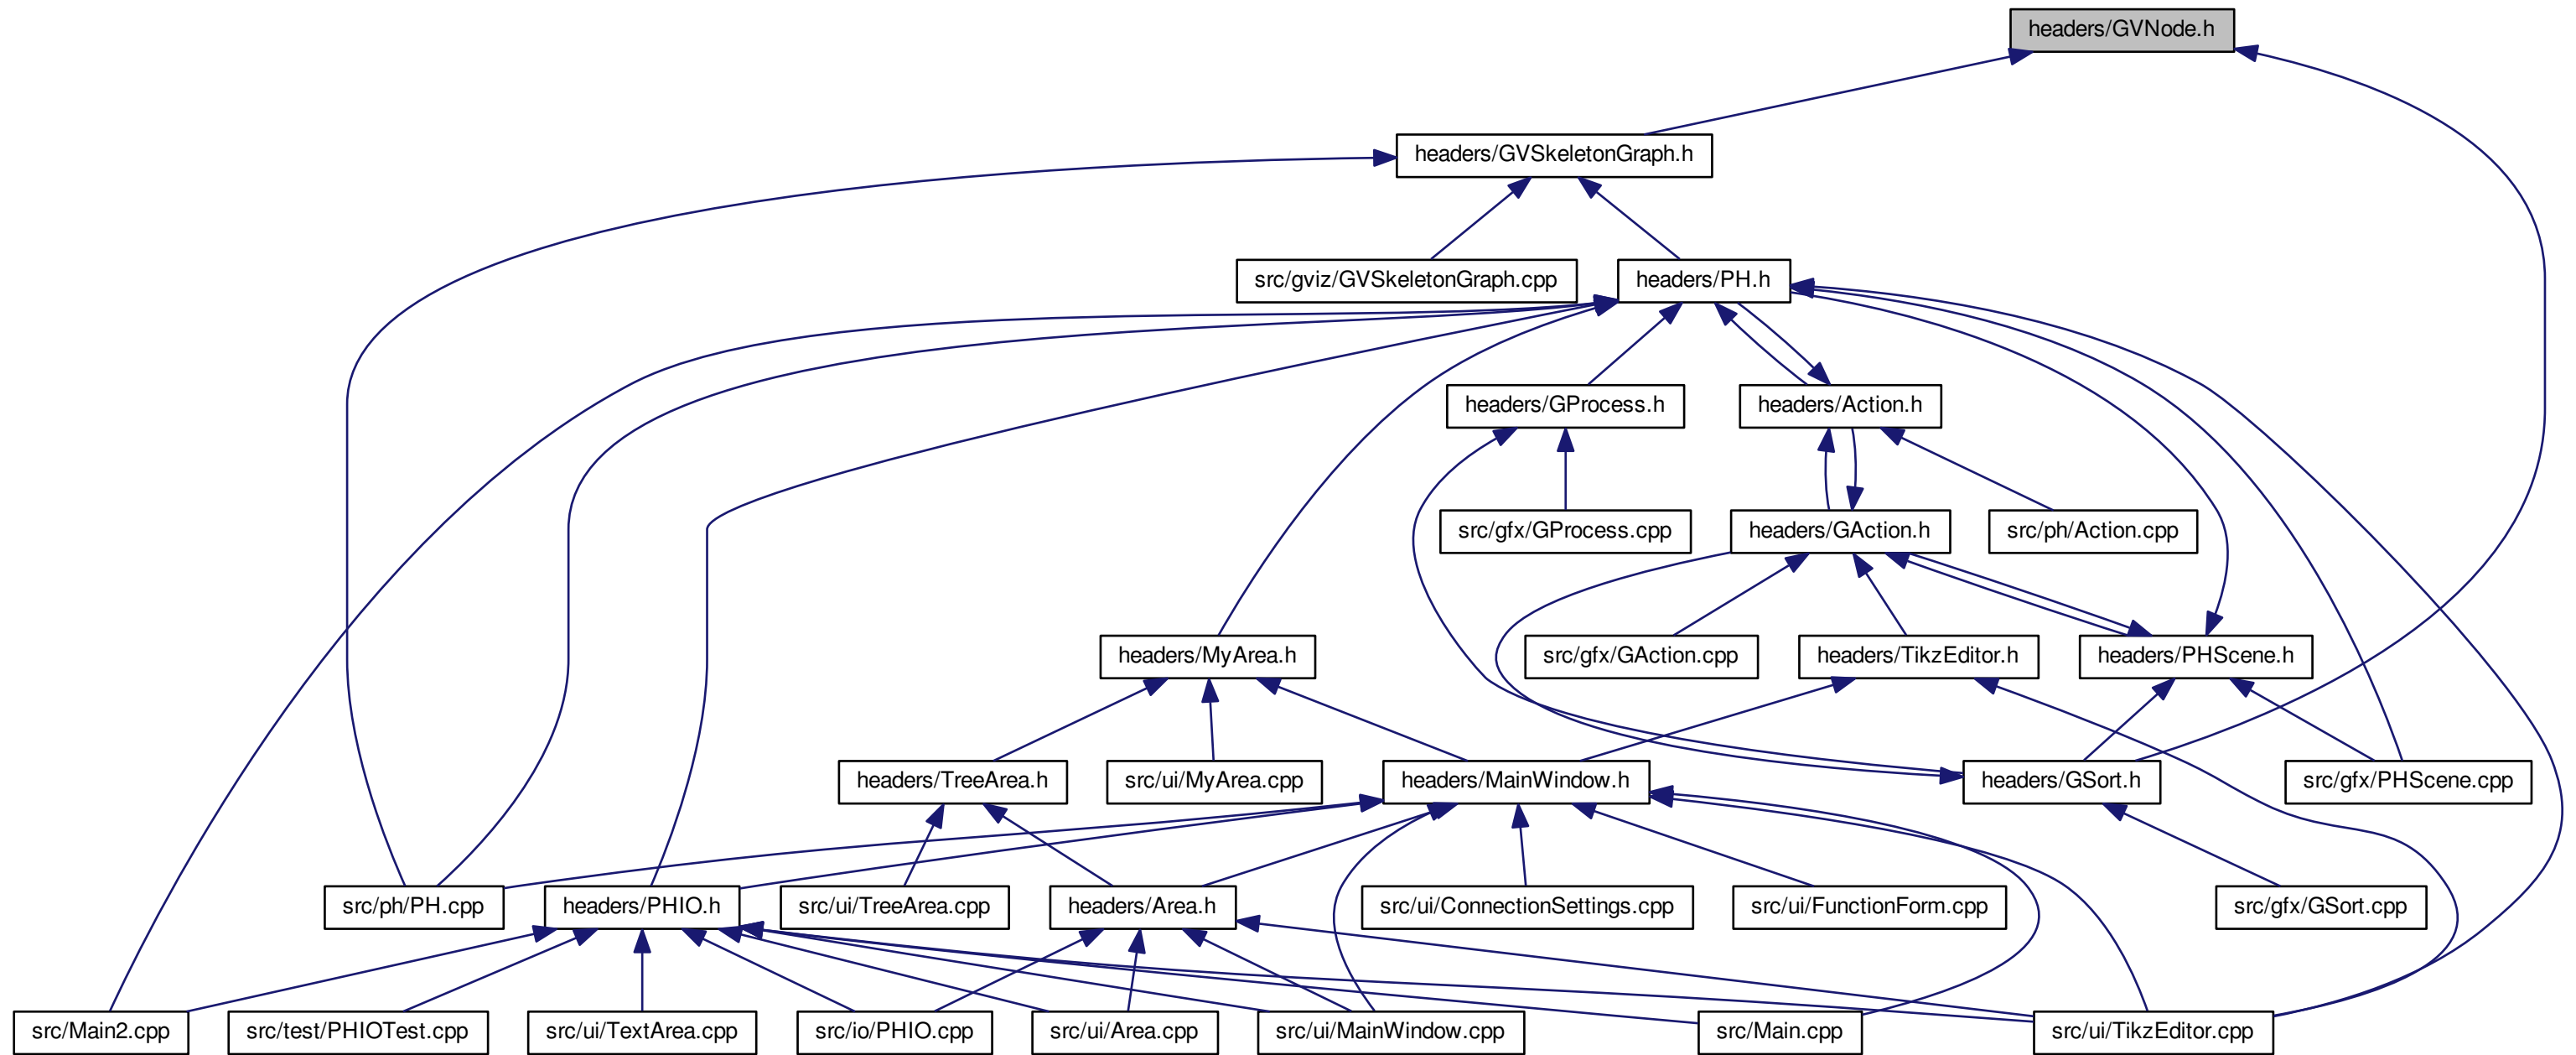 headers/GVNode.h
headers/GVSkeletonGraph.h
src/gviz/GVSkeletonGraph.cpp
headers/PH.h
headers/GProcess.h
headers/Action.h
src/gfx/GProcess.cpp
headers/GAction.h
src/ph/Action.cpp
headers/MyArea.h
src/gfx/GAction.cpp
headers/TikzEditor.h
headers/PHScene.h
headers/TreeArea.h
src/ui/MyArea.cpp
headers/MainWindow.h
headers/GSort.h
src/gfx/PHScene.cpp
src/ph/PH.cpp
headers/PHIO.h
src/ui/TreeArea.cpp
headers/Area.h
src/ui/ConnectionSettings.cpp
src/ui/FunctionForm.cpp
src/gfx/GSort.cpp
src/Main2.cpp
src/test/PHIOTest.cpp
src/ui/TextArea.cpp
src/io/PHIO.cpp
src/ui/Area.cpp
src/ui/MainWindow.cpp
src/Main.cpp
src/ui/TikzEditor.cpp